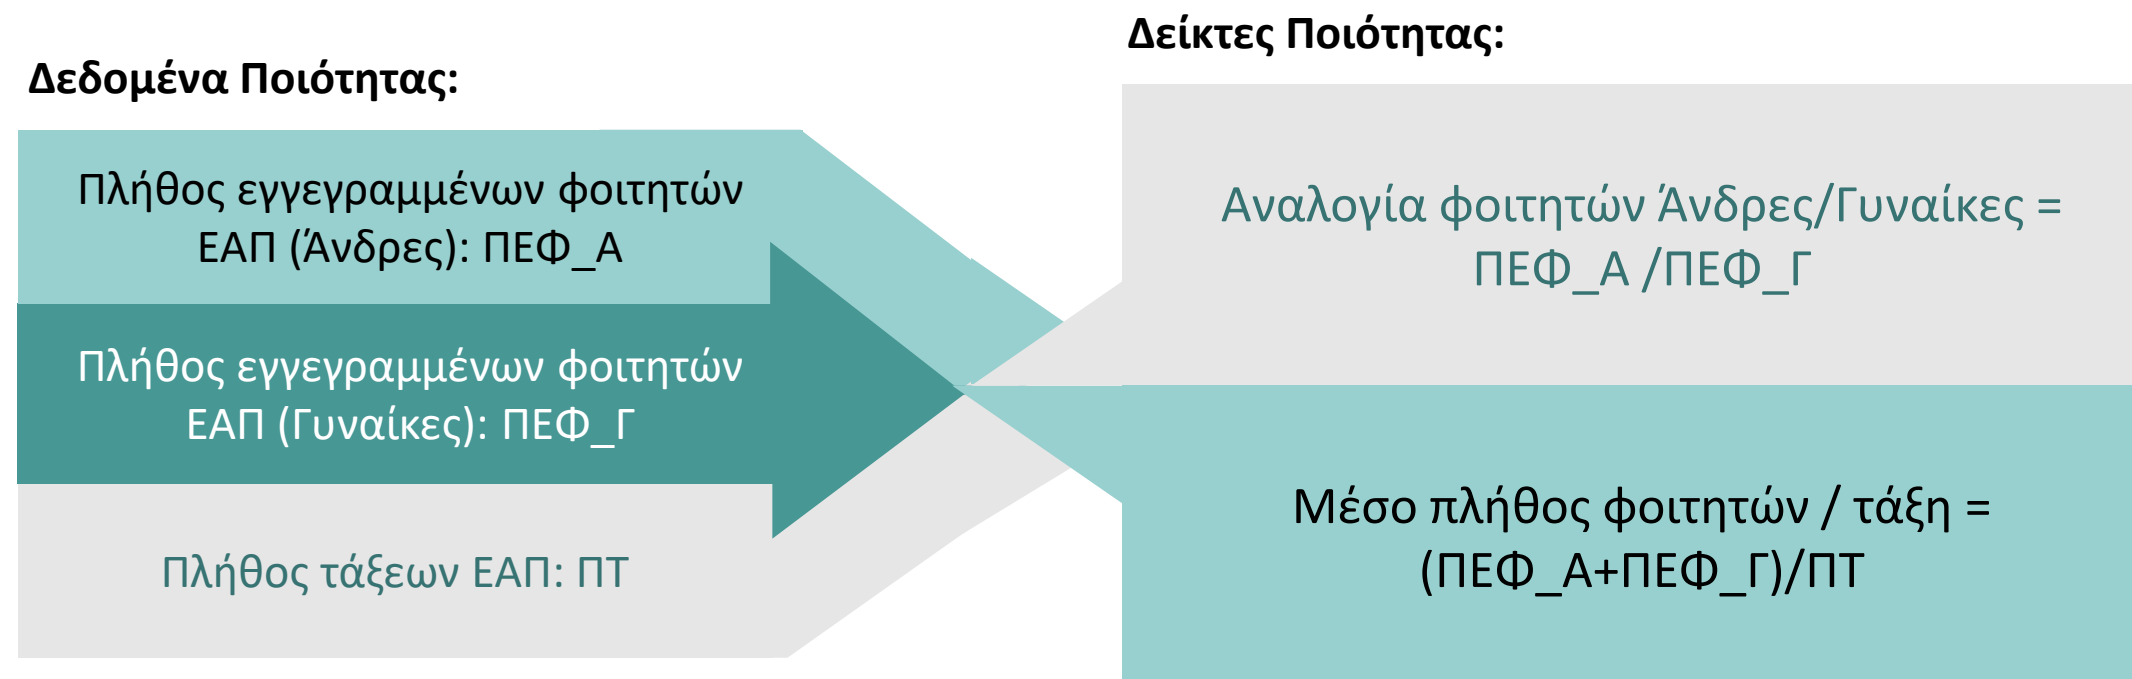 Δεδομένα Ποιότητας:
Πλήθος εγγεγραμμένων φοιτητών
ΕΑΠ (Άνδρες): ΠΕΦ_Α
Πλήθος εγγεγραμμένων φοιτητών
ΕΑΠ (Γυναίκες): ΠΕΦ_Γ
Πλήθος τάξεων ΕΑΠ: ΠΤ
Δείκτες Ποιότητας:
Αναλογία φοιτητών Άνδρες/Γυναίκες =
ΠΕΦ_Α /ΠΕΦ_Γ
Μέσο πλήθος φοιτητών / τάξη =
(ΠΕΦ_Α+ΠΕΦ_Γ)/ΠΤ